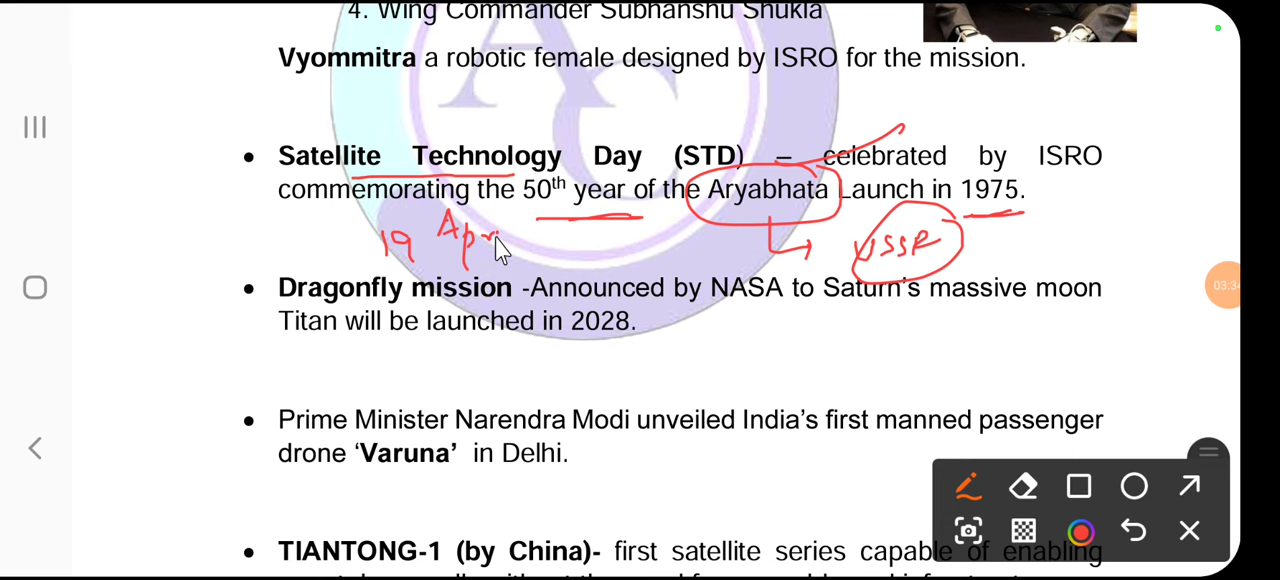 4. Wing Commander Subhanshu Shukla
Vyommitra a robotic female designed by ISRO for the mission.
• Satellite Technology Day (STD) – celebrated by ISRO
commemorating the 50th year of the Aryabhata Launch in 1975.
19 Apr
USSR
• Dragonfly mission -Announced by NASA to Saturn's massive moon
Titan will be launched in 2028.
03:34
• Prime Minister Narendra Modi unveiled India's first manned passenger
drone ‘Varuna’ in Delhi.
• TIANTONG-1 (by China)- first satellite series capable of enabling